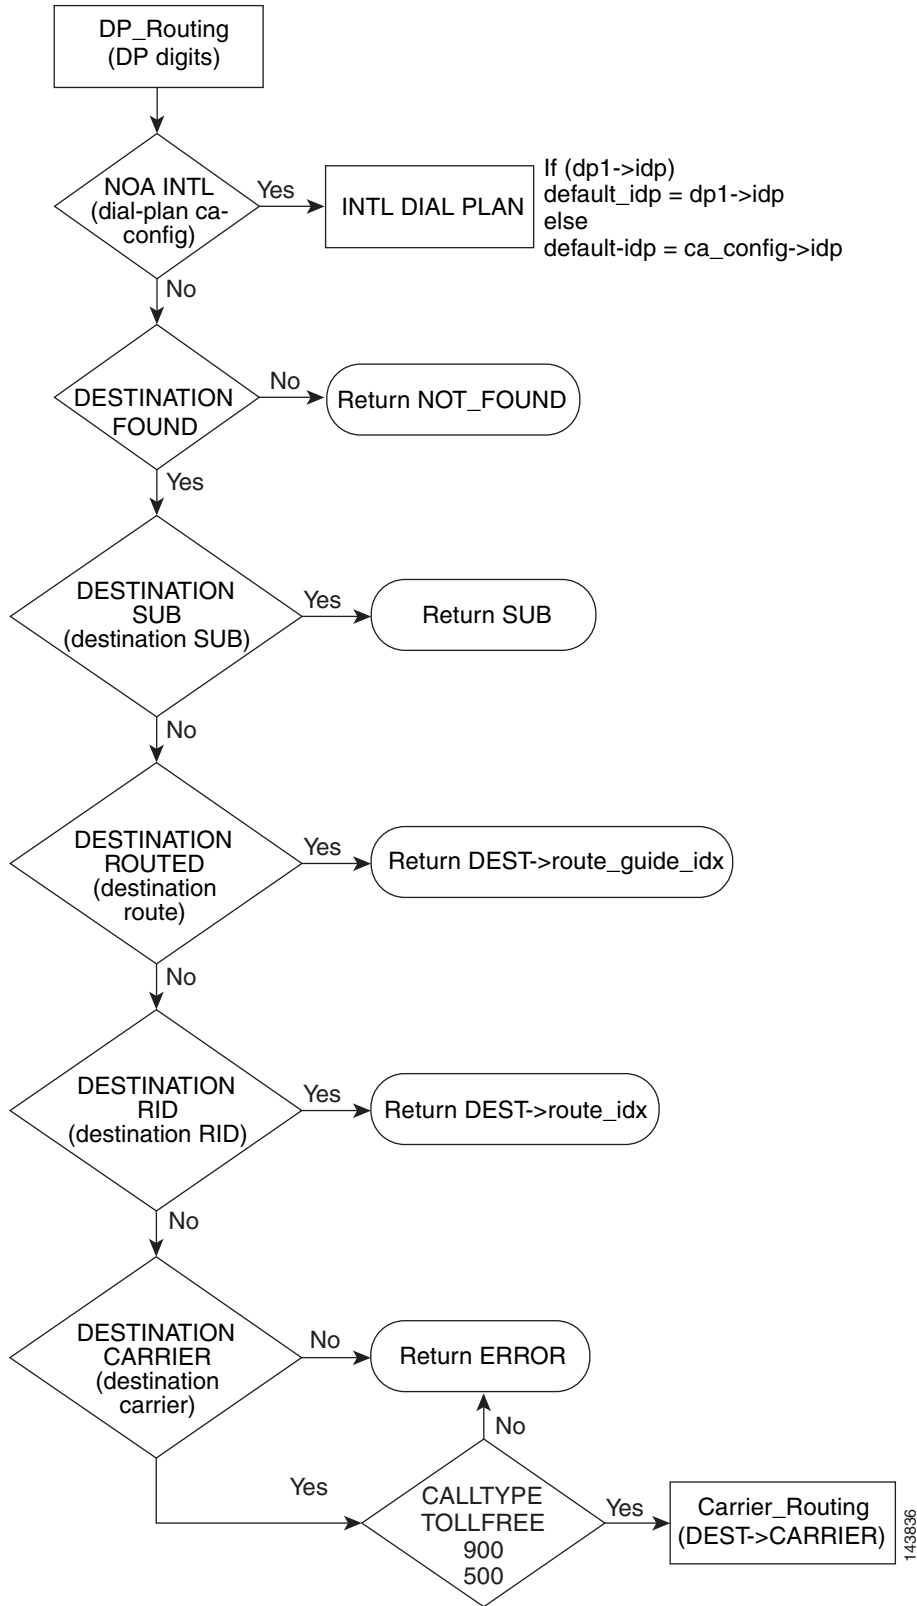 DP_Routing
(DP digits)
NOA INTL
(dial-plan ca-
config)
Yes
INTL DIAL PLAN
If (dp1->idp)
default_idp = dp1->idp
else
default-idp = ca_config->idp
No
DESTINATION
FOUND
No
Return NOT_FOUND
Yes
DESTINATION
SUB
(destination SUB)
Yes
Return SUB
No
DESTINATION
ROUTED
(destination
route)
Yes
Return DEST->route_guide_idx
No
DESTINATION
RID
(destination RID)
Yes
Return DEST->route_idx
No
DESTINATION
CARRIER
(destination
carrier)
No
Return ERROR
No
Yes
CALLTYPE
TOLLFREE
900
500
Yes
Carrier_Routing
(DEST->CARRIER)
143836